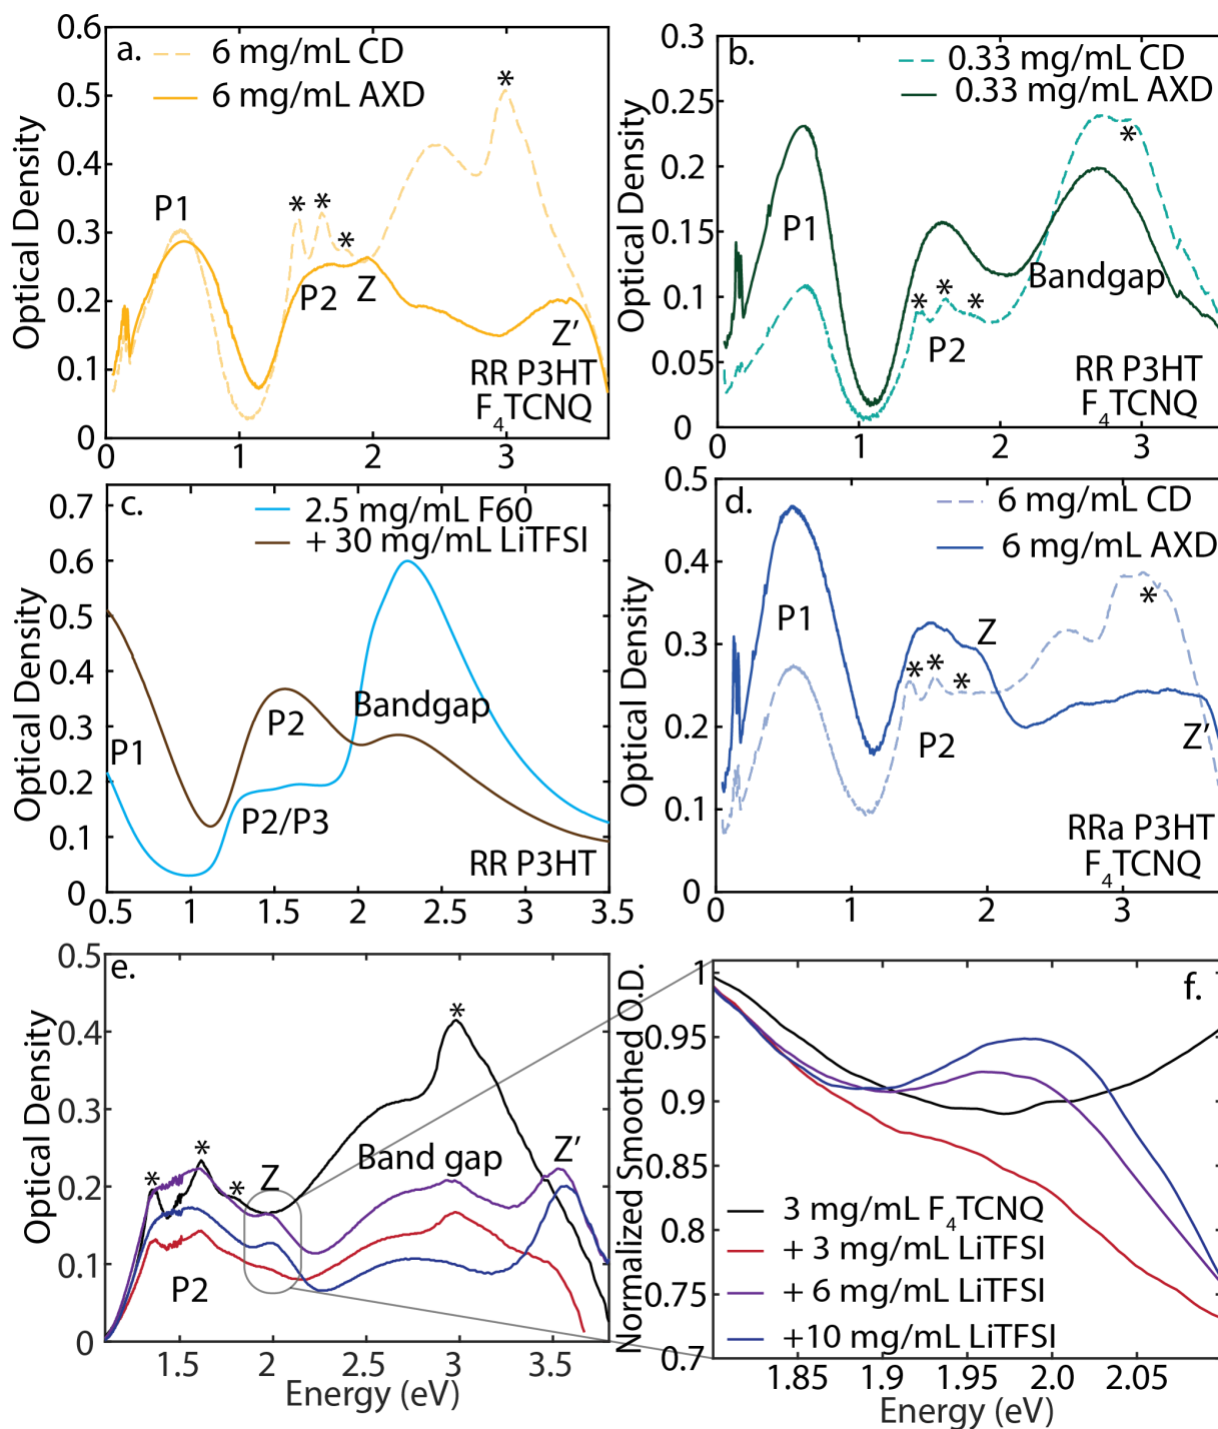 a.
6 mg/mL CD
6 mg/mL AXD
P1
*
*
*
*
P2
Z
Z'
RR P3HT
F₄TCNQ
Optical Density
0.6
0.5
0.4
0.3
0.2
0.1
0
0
1
2
3
b.
0.33 mg/mL CD
0.33 mg/mL AXD
P1
*
*
*
*
P2
Bandgap
RR P3HT
F₄TCNQ
Optical Density
0.3
0.25
0.2
0.15
0.1
0.05
0
0
1
2
3
c.
2.5 mg/mL F60
+ 30 mg/mL LiTFSI
P1
P2
Bandgap
P2/P3
RR P3HT
Optical Density
0.7
0.6
0.5
0.4
0.3
0.2
0.1
0
0.5
1
1.5
2
2.5
3
3.5
d.
6 mg/mL CD
6 mg/mL AXD
P1
Z
*
*
*
*
P2
Z'
RRa P3HT
F₄TCNQ
Optical Density
0.5
0.4
0.3
0.2
0.1
0
0
1
2
3
e.
*
*
*
*
Z
Band gap
Z'
P2
Optical Density
0.5
0.4
0.3
0.2
0.1
0
1.5
2
2.5
3
3.5
Energy (eV)
f.
3 mg/mL F₄TCNQ
+ 3 mg/mL LiTFSI
+ 6 mg/mL LiTFSI
+10 mg/mL LiTFSI
Normalized Smoothed O.D.
1
0.95
0.9
0.85
0.8
0.75
0.7
1.85
1.9
1.95
2.0
2.05
Energy (eV)